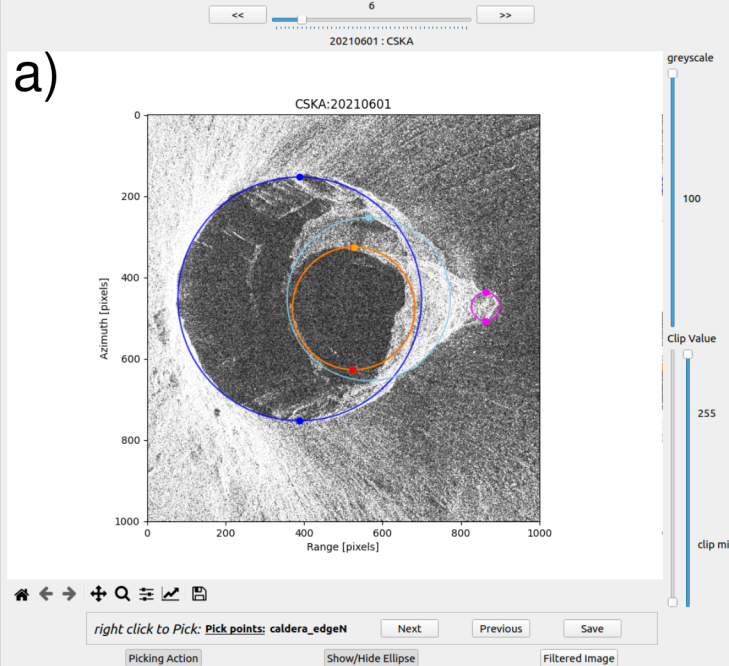 6
<< >>
20210601 : CSKA
a)
greyscale
CSKA:20210601
0
200
400
600
800
1000
Azimuth [pixels]
0 200 400 600 800 1000
Range [pixels]
100
Clip Value
255
clip mi
right click to Pick: Pick points: caldera_edgeN Next Previous Save
Picking Action Show/Hide Ellipse Filtered Image